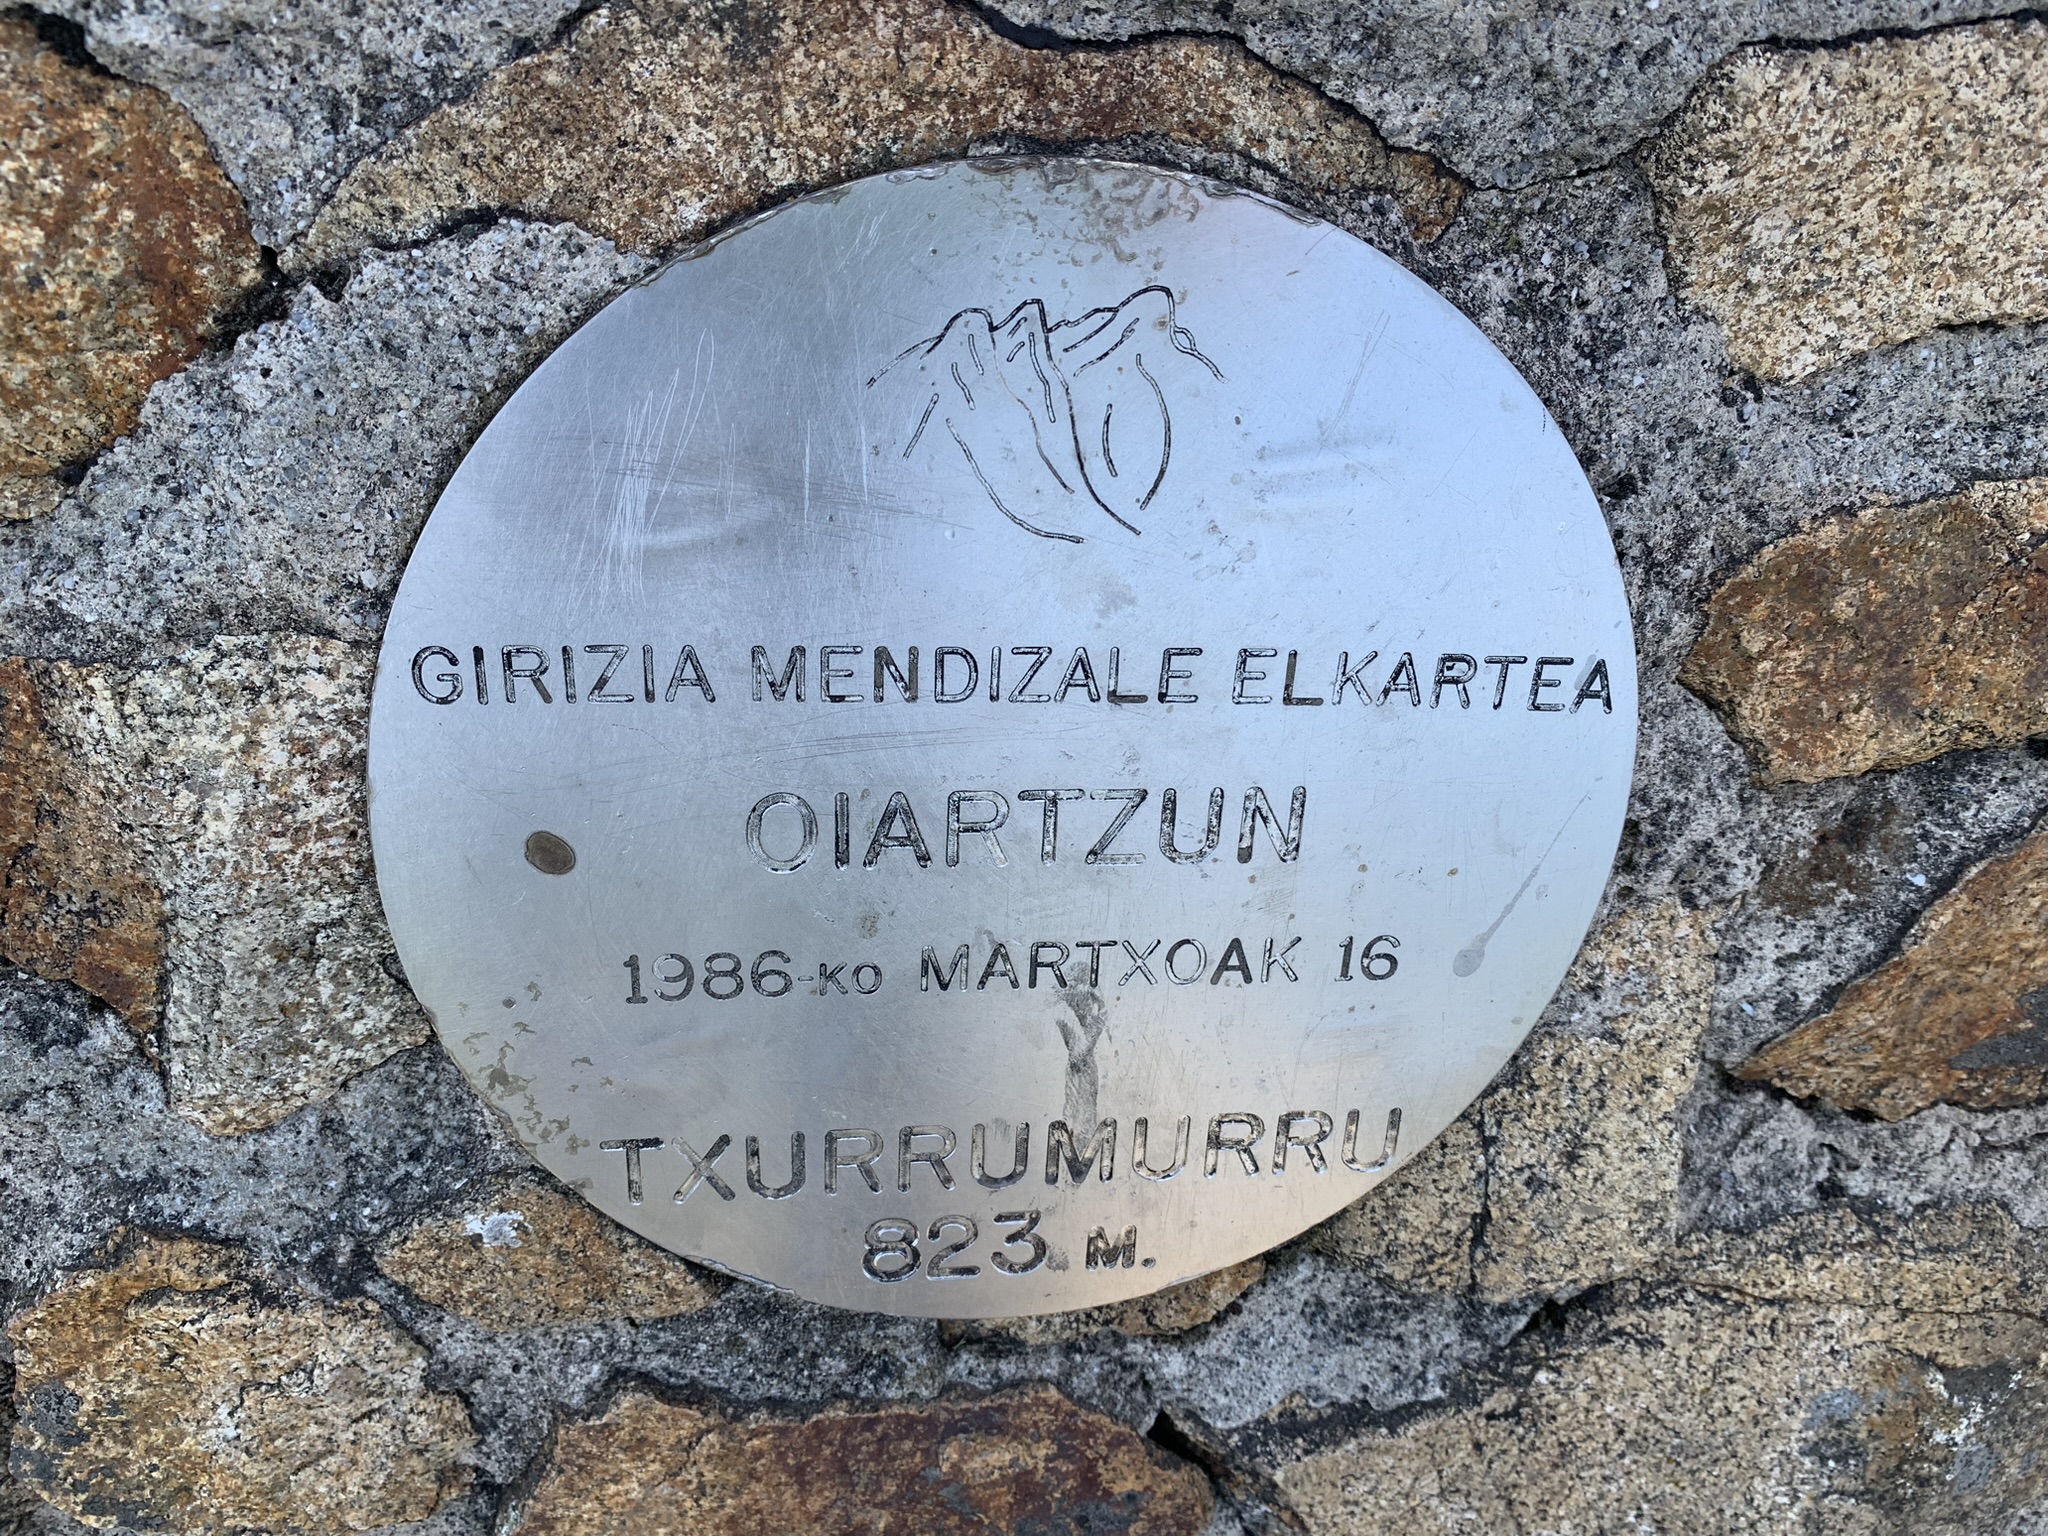 GIRIZIA MENDIZALE ELKARTEA
OIARTZUN
1986-KO MARTXOAK 16
TXURRUMURRU
823 M.